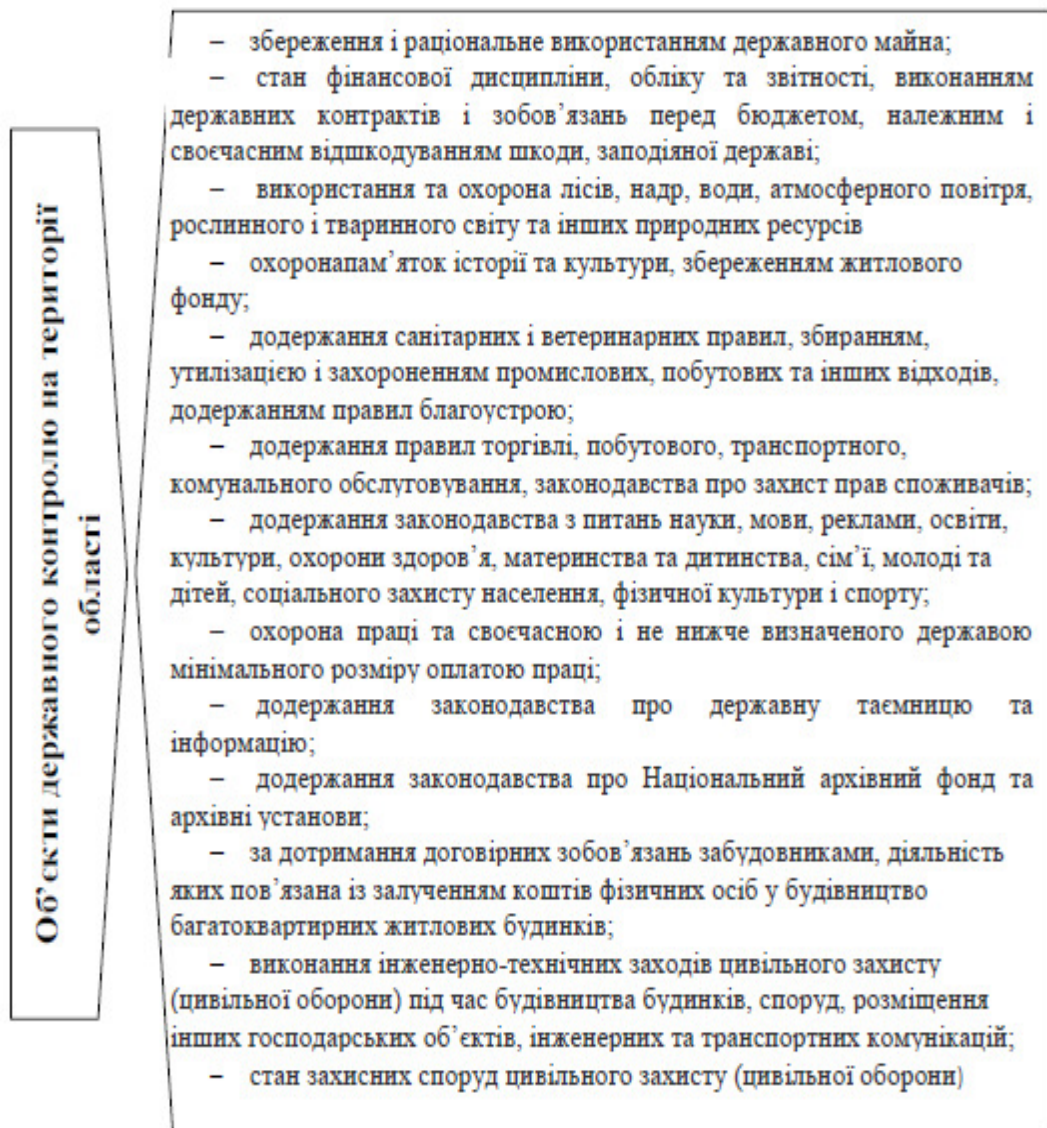 Об’єкти державного контролю на території
області
– збереження і раціональне використанням державного майна;
– стан фінансової дисципліни, обліку та звітності, виконанням
державних контрактів і зобов’язань перед бюджетом, належним і
своєчасним відшкодуванням шкоди, заподіяної державі;
– використання та охорона лісів, надр, води, атмосферного повітря,
рослинного і тваринного світу та інших природних ресурсів
– охоронапам’яток історії та культури, збереженням житлового
фонду;
– додержання санітарних і ветеринарних правил, збиранням,
утилізацією і захороненням промислових, побутових та інших відходів,
додержанням правил благоустрою;
– додержання правил торгівлі, побутового, транспортного,
комунального обслуговування, законодавства про захист прав споживачів;
– додержання законодавства з питань науки, мови, реклами, освіти,
культури, охорони здоров’я, материнства та дитинства, сім’ї, молоді та
дітей, соціального захисту населення, фізичної культури і спорту;
– охорона праці та своєчасною і не нижче визначеного державою
мінімального розміру оплатою праці;
– додержання законодавства про державну таємницю та
інформацію;
– додержання законодавства про Національний архівний фонд та
архівні установи;
– за дотримання договірних зобов’язань забудовниками, діяльність
яких пов’язана із залученням коштів фізичних осіб у будівництво
багатоквартирних житлових будинків;
– виконання інженерно-технічних заходів цивільного захисту
(цивільної оборони) під час будівництва будинків, споруд, розміщення
інших господарських об’єктів, інженерних та транспортних комунікацій;
– стан захисних споруд цивільного захисту (цивільної оборони)